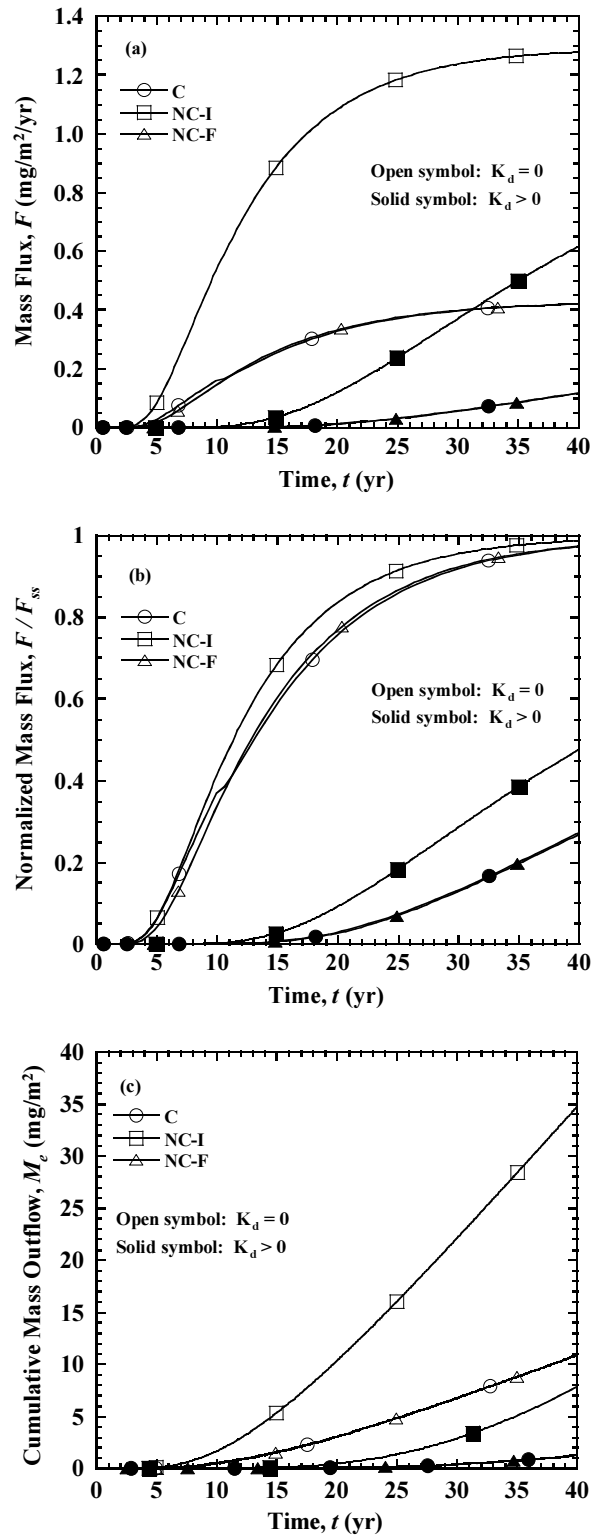 1.4
(a)
1.2
C
NC-I
NC-F
1.0
0.8
Open symbol: K_d = 0
Solid symbol: K_d > 0
0.6
0.4
0.2
0
Mass Flux, F (mg/m²/yr)
0 5 10 15 20 25 30 35 40
Time, t (yr)
1
(b)
C
NC-I
NC-F
0.8
Open symbol: K_d = 0
Solid symbol: K_d > 0
0.6
0.4
0.2
0
Normalized Mass Flux, F / F_ss
0 5 10 15 20 25 30 35 40
Time, t (yr)
40
(c)
35
C
NC-I
NC-F
30
25
Open symbol: K_d = 0
Solid symbol: K_d > 0
20
15
10
5
0
Cumulative Mass Outflow, M_e (mg/m²)
0 5 10 15 20 25 30 35 40
Time, t (yr)